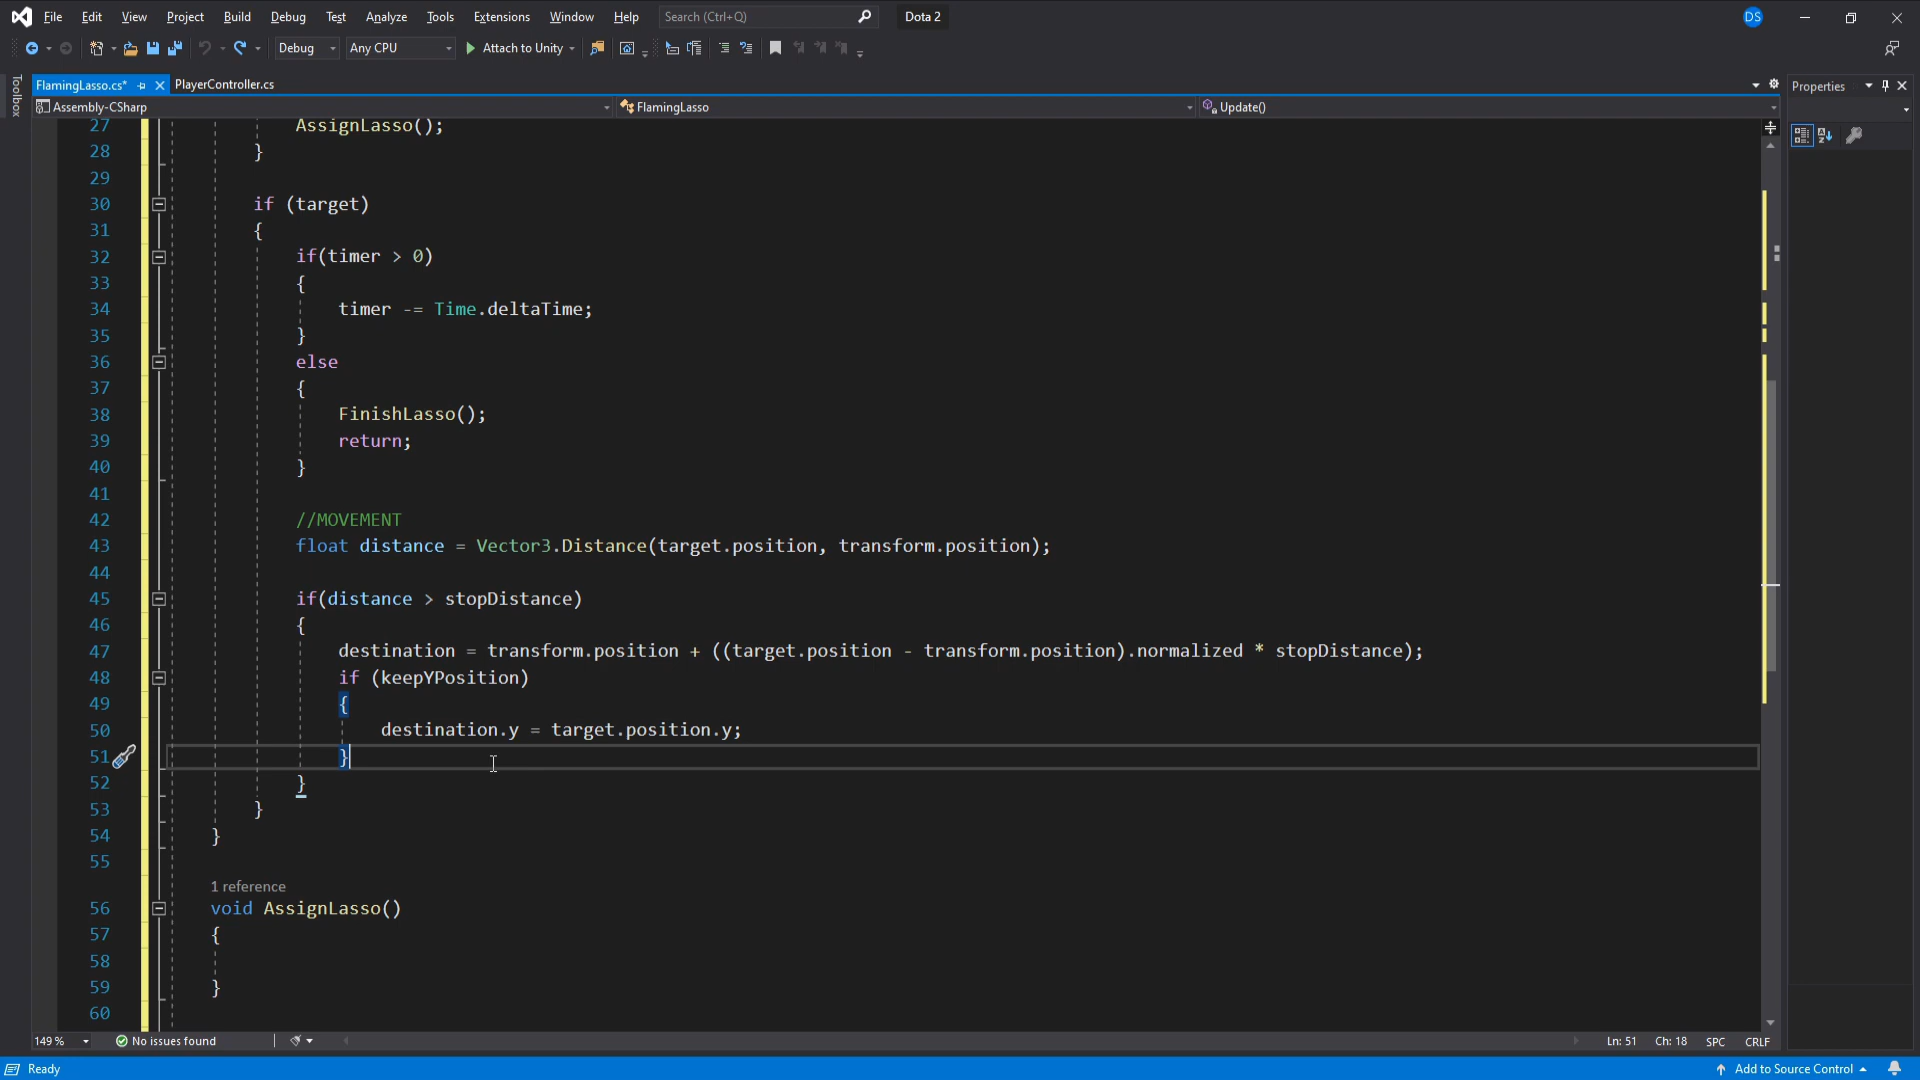 File Edit View Project Build Debug Test Analyze Tools Extensions Window Help Search (Ctrl+Q) Dota 2 DS
Debug Any CPU Attach to Unity
Toolbox
FlamingLasso.cs* PlayerController.cs
Properties
Assembly-CSharp FlamingLasso Update()
27 AssignLasso();
28 }
29
30 if (target)
31 {
32 if(timer > 0)
33 {
34 timer -= Time.deltaTime;
35 }
36 else
37 {
38 FinishLasso();
39 return;
40 }
41
42 //MOVEMENT
43 float distance = Vector3.Distance(target.position, transform.position);
44
45 if(distance > stopDistance)
46 {
47 destination = transform.position + ((target.position - transform.position).normalized * stopDistance);
48 if (keepYPosition)
49 {
50 destination.y = target.position.y;
51 }
52 }
53 }
54 }
55
1 reference
56 void AssignLasso()
57 {
58
59 }
60
149 % No issues found Ln: 51 Ch: 18 SPC CRLF
Ready Add to Source Control